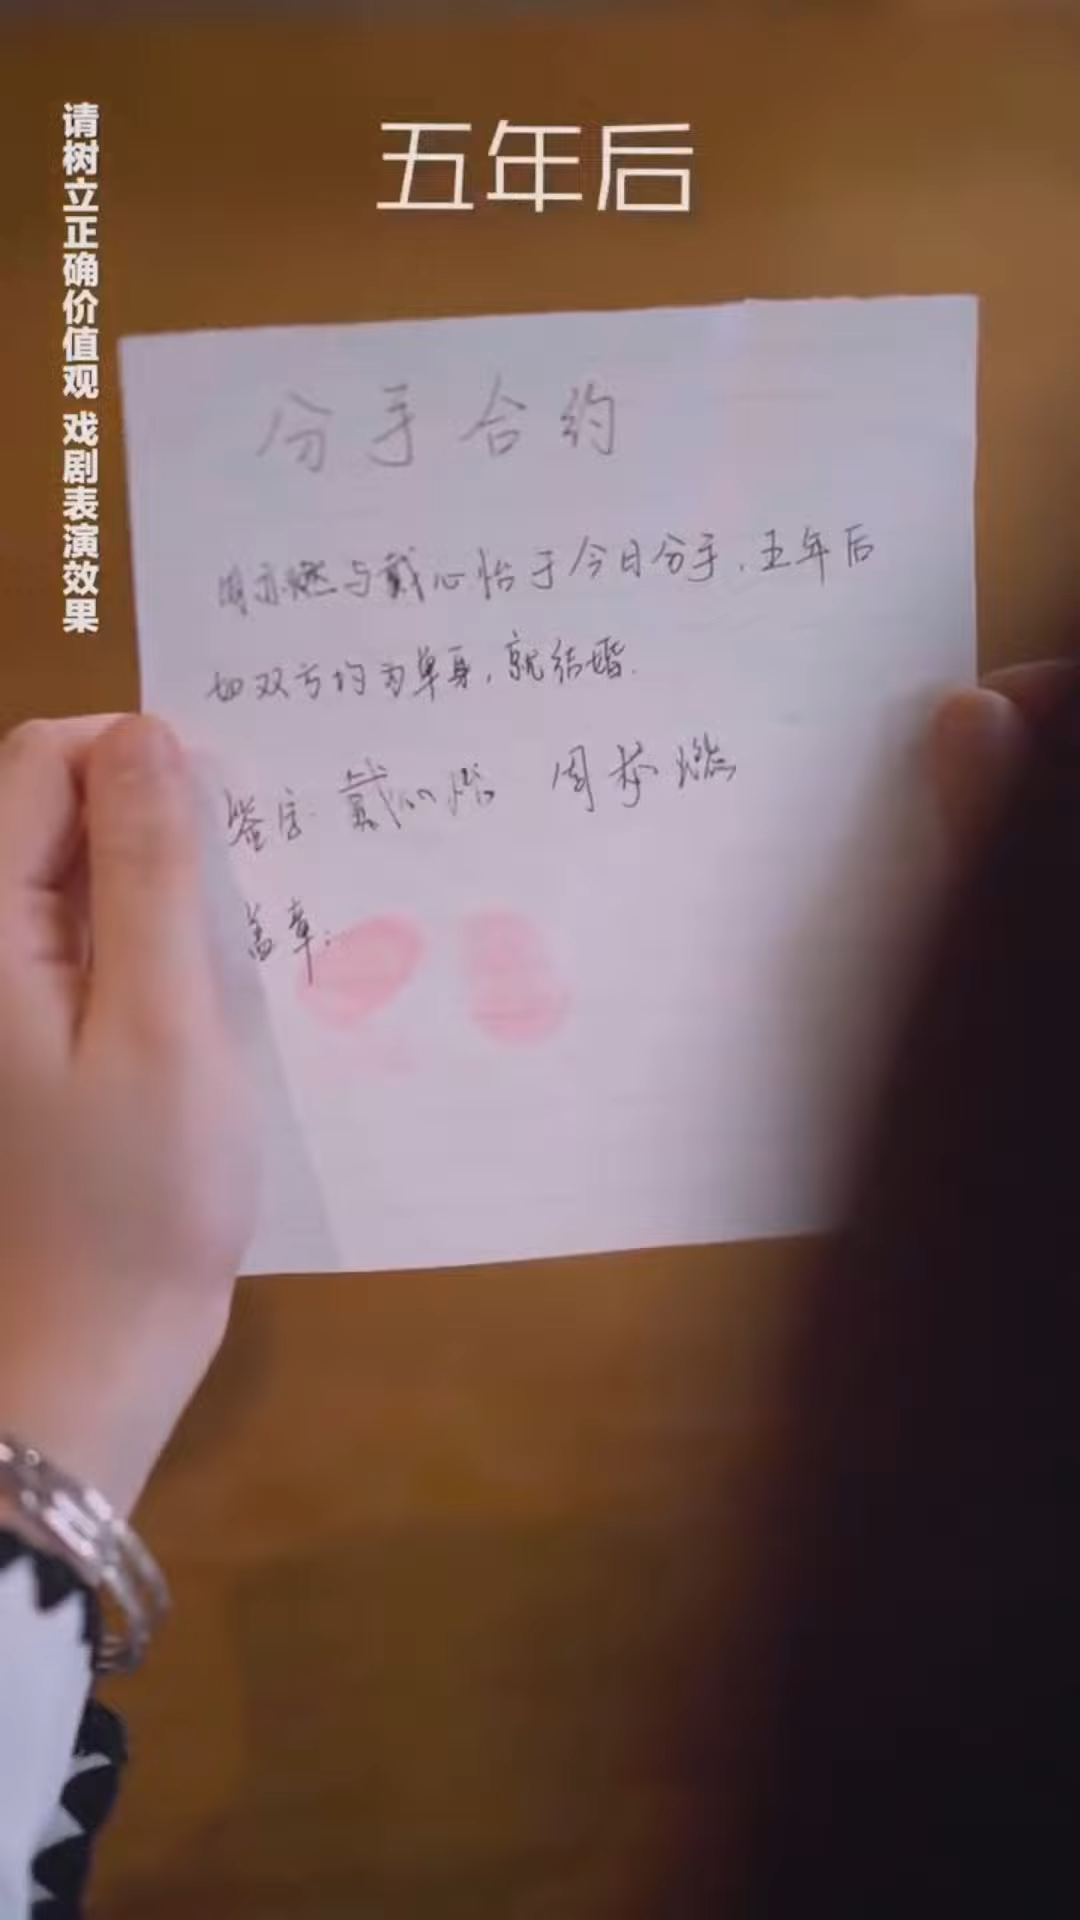 五年后
请树立正确价值观 戏剧表演效果
分手合约
周亦燃与戴心怡于今日分手，五年后
如双方均为单身，就结婚.
签字: 戴心怡 周亦燃
盖章: